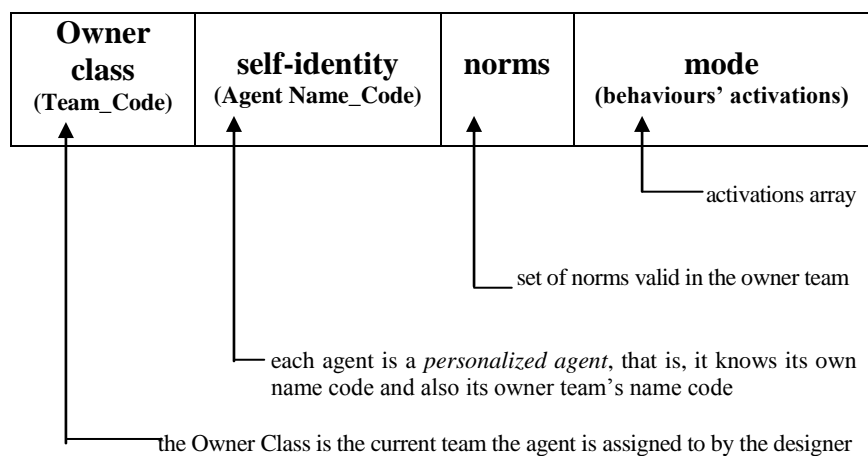 Owner
class
(Team_Code)
self-identity
(Agent Name_Code)
norms
mode
(behaviours’ activations)
activations array
set of norms valid in the owner team
each agent is a personalized agent, that is, it knows its own
name code and also its owner team’s name code
the Owner Class is the current team the agent is assigned to by the designer